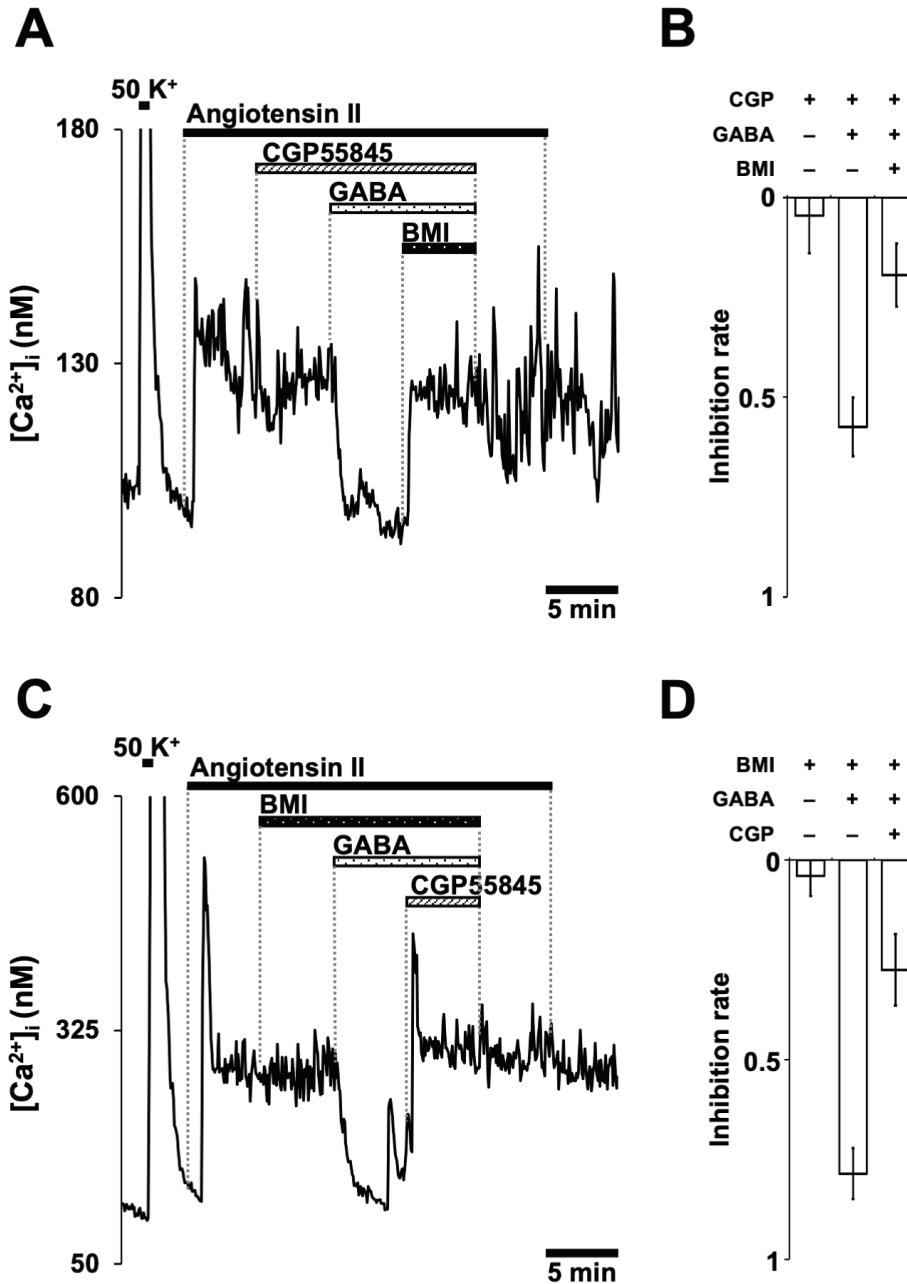 A
50 K⁺
Angiotensin II
CGP55845
GABA
BMI
180
130
80
[Ca²⁺]ᵢ (nM)
5 min
B
CGP + + +
GABA – + +
BMI – – +
0
0.5
1
Inhibition rate
C
50 K⁺
Angiotensin II
BMI
GABA
CGP55845
600
325
50
[Ca²⁺]ᵢ (nM)
5 min
D
BMI + + +
GABA – + +
CGP – – +
0
0.5
1
Inhibition rate